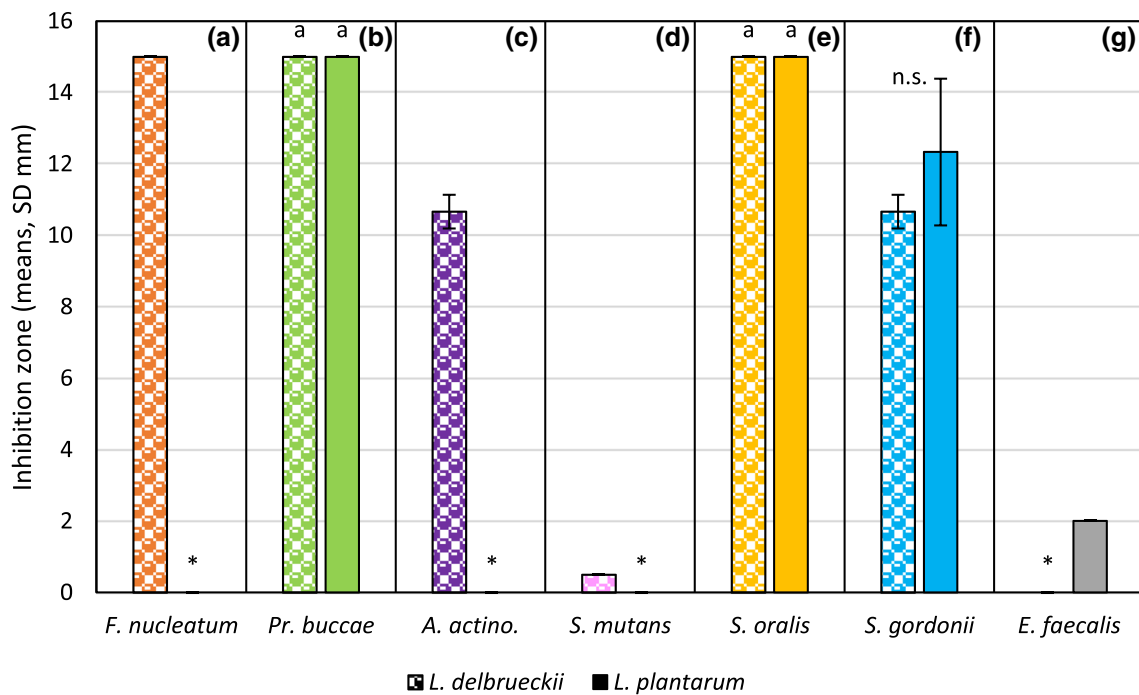 16
14
12
10
8
6
4
2
0
Inhibition zone (means, SD mm)
(a) (b) (c) (d) (e) (f) (g)
a a a a
n.s.
* * * *
F. nucleatum Pr. buccae A. actino. S. mutans S. oralis S. gordonii E. faecalis
L. delbrueckii L. plantarum